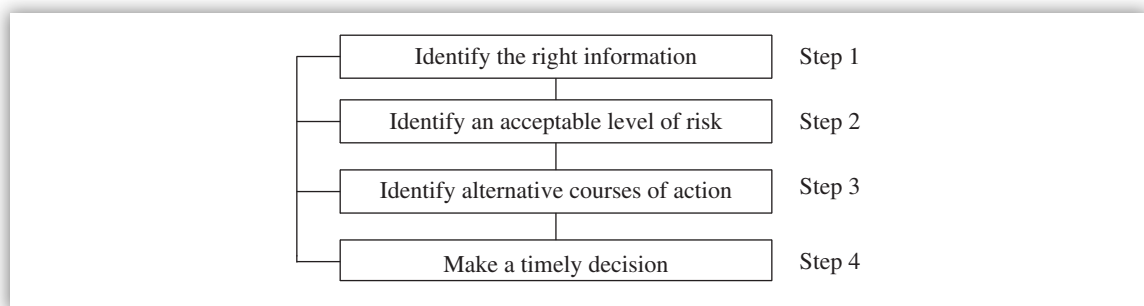 Identify the right information Step 1
Identify an acceptable level of risk Step 2
Identify alternative courses of action Step 3
Make a timely decision Step 4